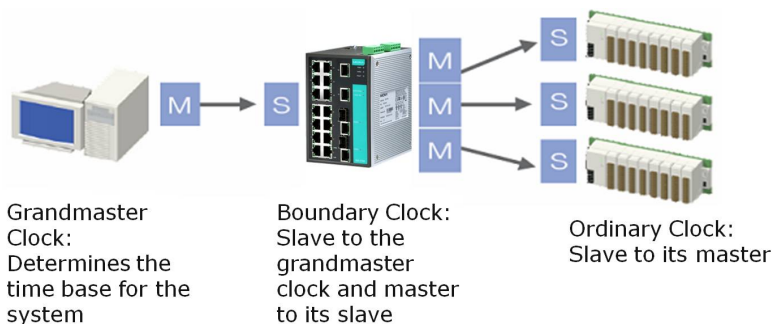 M
S
M
M
M
S
S
S
Grandmaster
Clock:
Determines the
time base for the
system
Boundary Clock:
Slave to the
grandmaster
clock and master
to its slave
Ordinary Clock:
Slave to its master